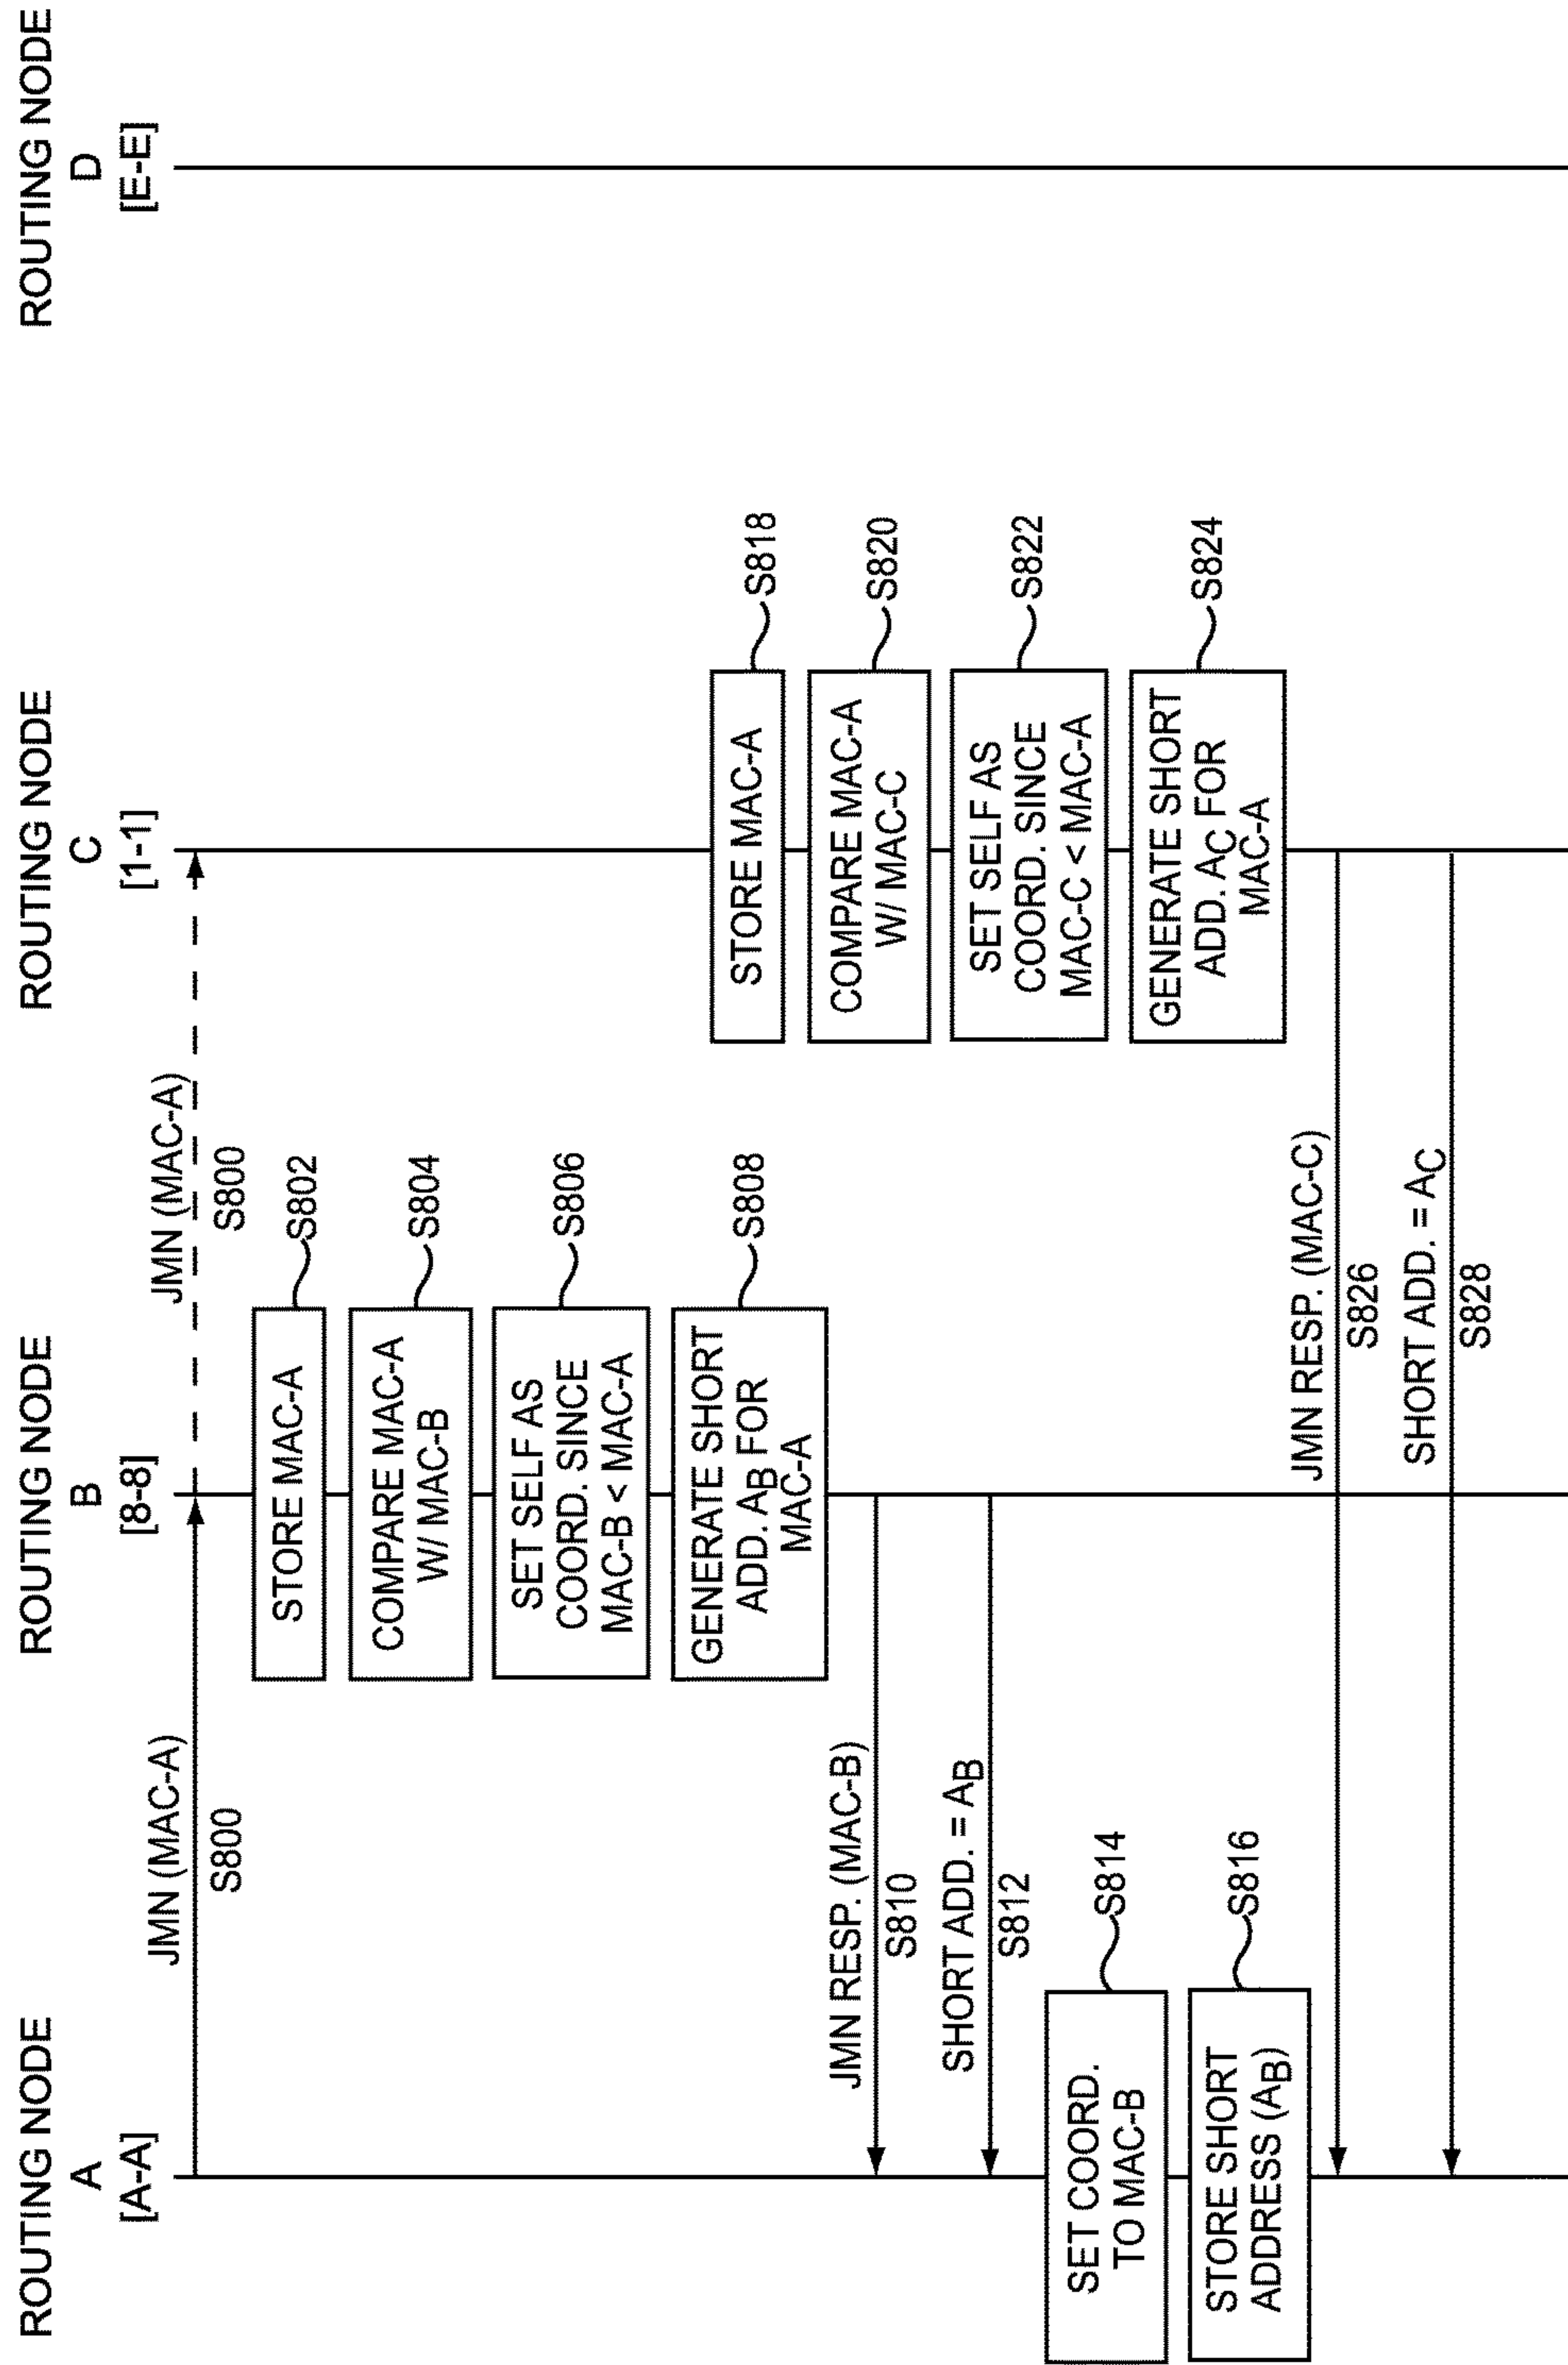 ROUTING NODE
A
[A-A]
ROUTING NODE
B
[8-8]
ROUTING NODE
C
[1-1]
ROUTING NODE
D
[E-E]
JMN (MAC-A)
S800
JMN (MAC-A)
S800
STORE MAC-A
S802
COMPARE MAC-A
W/ MAC-B
S804
SET SELF AS
COORD. SINCE
MAC-B < MAC-A
S806
GENERATE SHORT
ADD. AB FOR
MAC-A
S808
JMN RESP. (MAC-B)
S810
SHORT ADD. = AB
S812
SET COORD.
TO MAC-B
S814
STORE SHORT
ADDRESS (AB)
S816
STORE MAC-A
S818
COMPARE MAC-A
W/ MAC-C
S820
SET SELF AS
COORD. SINCE
MAC-C < MAC-A
S822
GENERATE SHORT
ADD. AC FOR
MAC-A
S824
JMN RESP. (MAC-C)
S826
SHORT ADD. = AC
S828